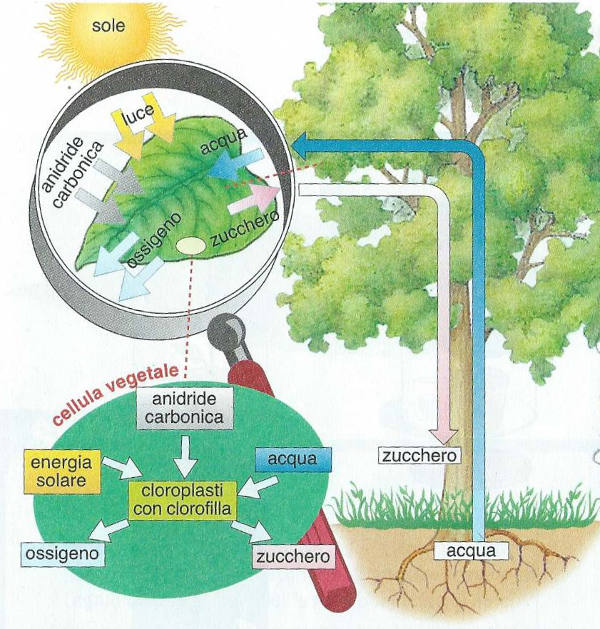 sole
luce
anidride
carbonica
acqua
ossigeno
zucchero
cellula vegetale
anidride
carbonica
energia
solare
acqua
cloroplasti
con clorofilla
ossigeno
zucchero
zucchero
acqua